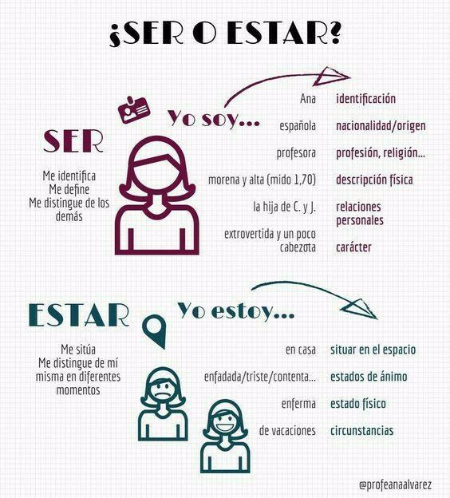 ¿SER O ESTAR?
Yo soy...
SER
Me identifica
Me define
Me distingue de los
demás
Ana identificación
española nacionalidad/origen
profesora profesión, religión...
morena y alta (mido 1,70) descripción física
la hija de C. y J. relaciones
personales
extrovertida y un poco
cabezota carácter
ESTAR
Yo estoy...
Me sitúa
Me distingue de mí
misma en diferentes
momentos
en casa situar en el espacio
enfadada/triste/contenta... estados de ánimo
enferma estado físico
de vacaciones circunstancias
@profeanaalvarez